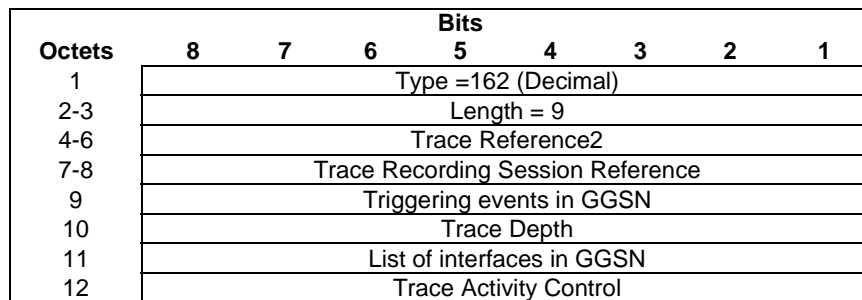 Bits
Octets 8 7 6 5 4 3 2 1
1 Type =162 (Decimal)
2-3 Length = 9
4-6 Trace Reference2
7-8 Trace Recording Session Reference
9 Triggering events in GGSN
10 Trace Depth
11 List of interfaces in GGSN
12 Trace Activity Control